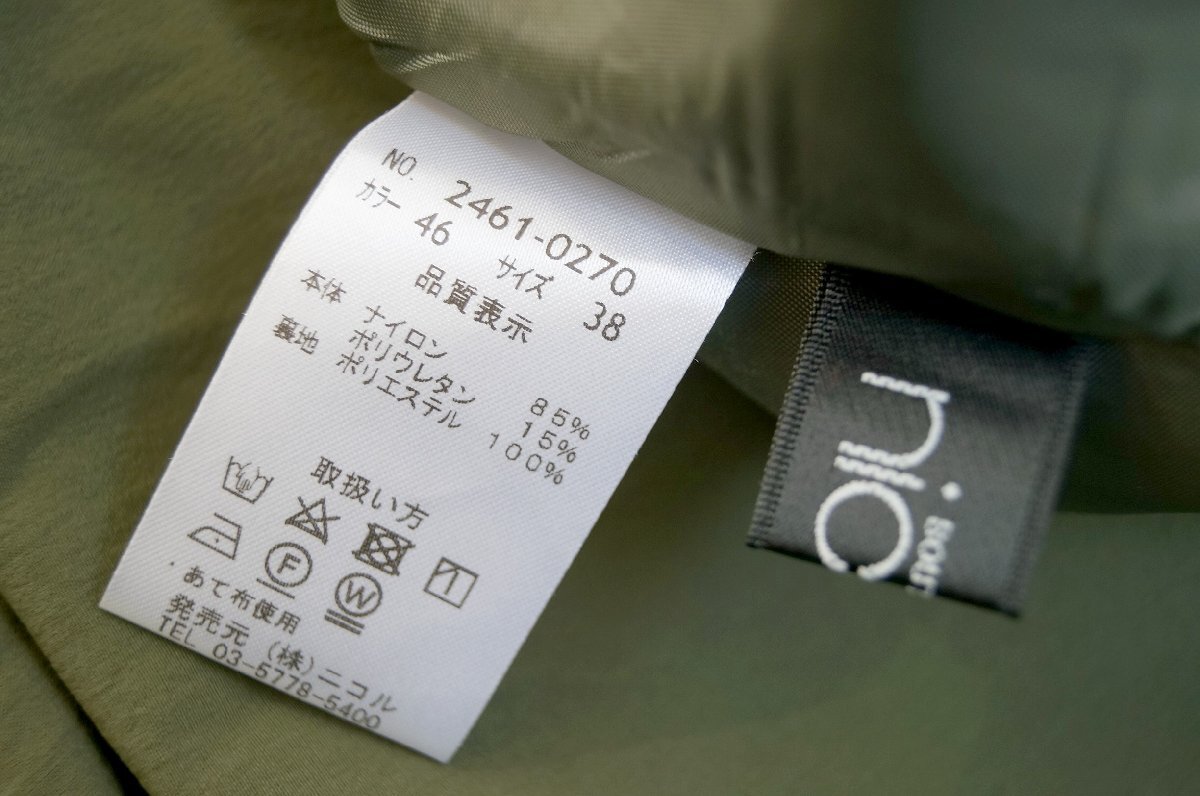 NO. 2461-0270
カラー 46 サイズ 38
品質表示
本体 ナイロン 85%
ポリウレタン 15%
裏地 ポリエステル 100%
取扱い方
F
W
・あて布使用
発売元 (株)ニコル
TEL 03-5778-5400